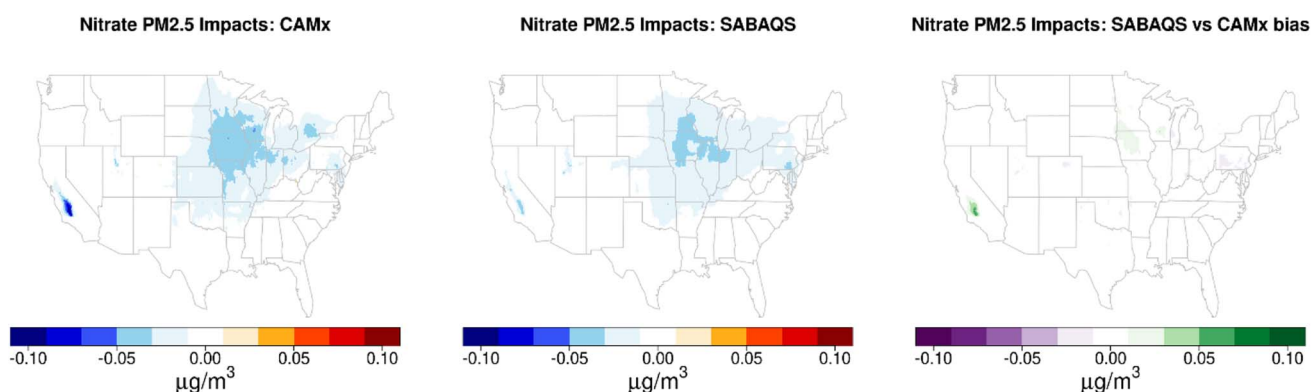 Nitrate PM2.5 Impacts: CAMx
Nitrate PM2.5 Impacts: SABAQS
Nitrate PM2.5 Impacts: SABAQS vs CAMx bias
-0.10 -0.05 0.00 0.05 0.10
μg/m³
-0.10 -0.05 0.00 0.05 0.10
μg/m³
-0.10 -0.05 0.00 0.05 0.10
μg/m³